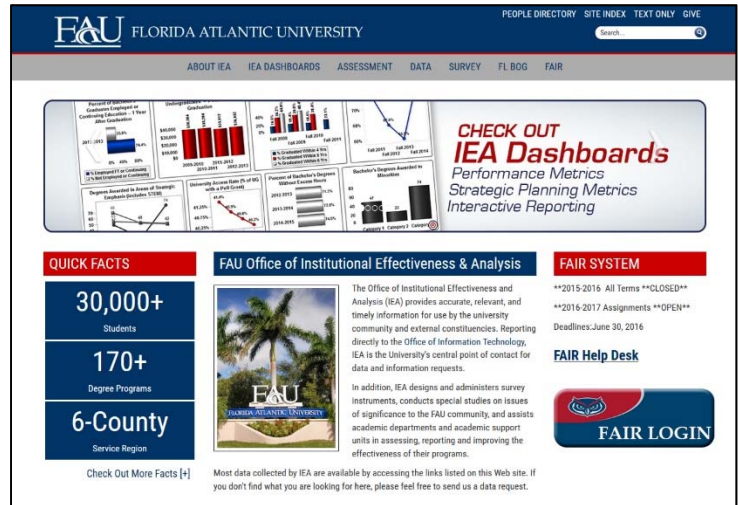 PEOPLE DIRECTORY SITE INDEX TEXT ONLY GIVE
FAU FLORIDA ATLANTIC UNIVERSITY
Search...
ABOUT IEA IEA DASHBOARDS ASSESSMENT DATA SURVEY FL BOG FAIR
CHECK OUT
IEA Dashboards
Performance Metrics
Strategic Planning Metrics
Interactive Reporting
QUICK FACTS
30,000+
Students
170+
Degree Programs
6-County
Service Region
Check Out More Facts [+]
FAU Office of Institutional Effectiveness & Analysis
FAU
FLORIDA ATLANTIC UNIVERSITY
The Office of Institutional Effectiveness and
Analysis (IEA) provides accurate, relevant, and
timely information for use by the university
community and external constituencies. Reporting
directly to the Office of Information Technology,
IEA is the University's central point of contact for
data and information requests.
In addition, IEA designs and administers survey
instruments, conducts special studies on issues
of significance to the FAU community, and assists
academic departments and academic support
units in assessing, reporting and improving the
effectiveness of their programs.
Most data collected by IEA are available by accessing the links listed on this Web site. If
you don't find what you are looking for here, please feel free to send us a data request.
FAIR SYSTEM
**2015-2016 All Terms **CLOSED**
**2016-2017 Assignments **OPEN**
Deadlines:June 30, 2016
FAIR Help Desk
FAIR LOGIN